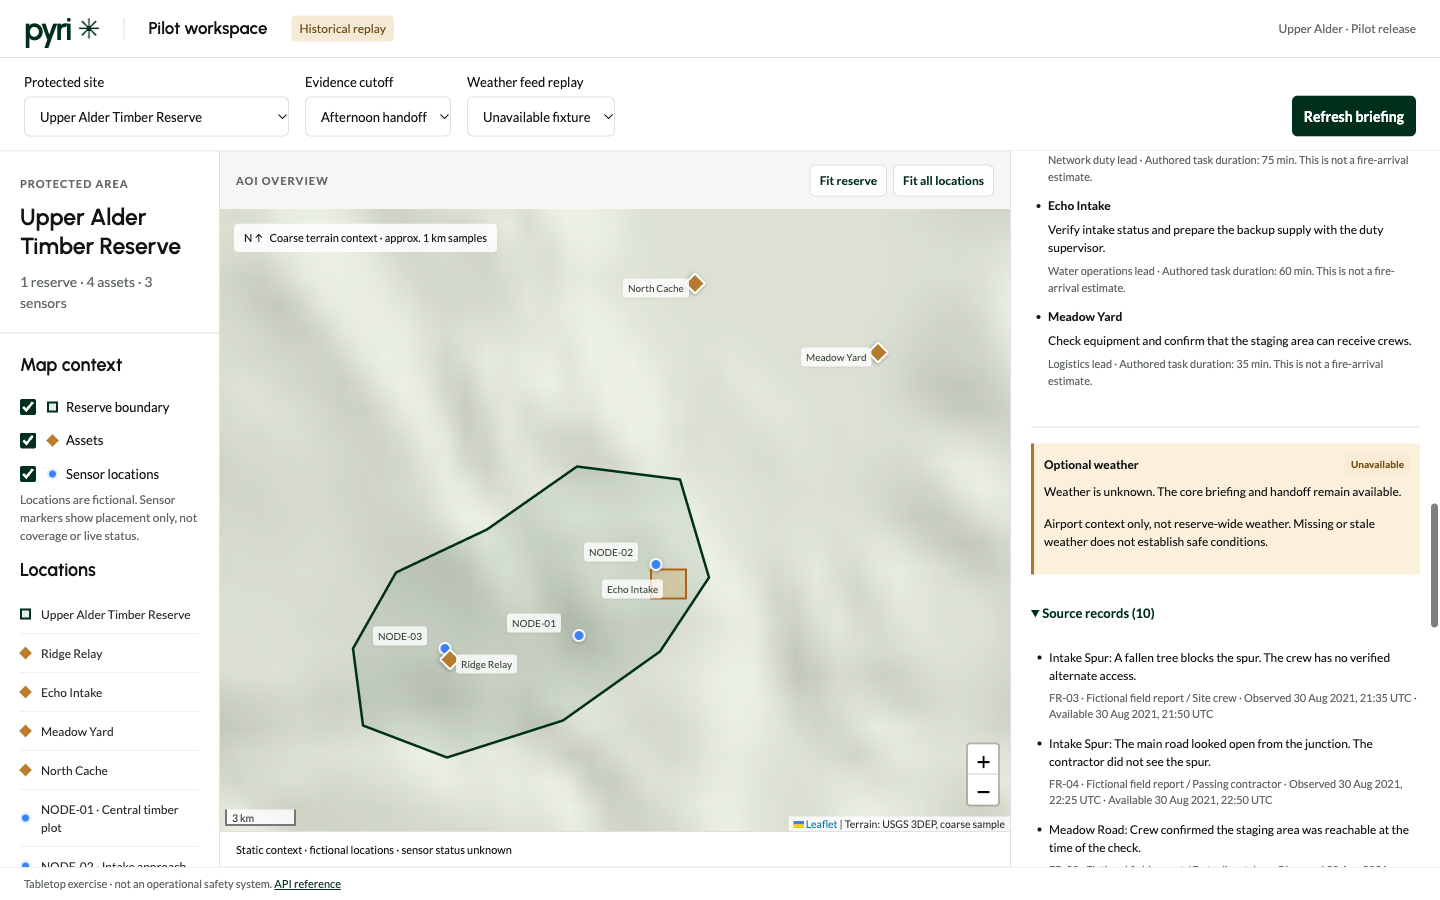 pyri
Pilot workspace
Historical replay
Upper Alder · Pilot release
Protected site
Evidence cutoff
Weather feed replay
Upper Alder Timber Reserve
Afternoon handoff
Unavailable fixture
Refresh briefing
PROTECTED AREA
Upper Alder
Timber Reserve
1 reserve · 4 assets · 3
sensors
Map context
Reserve boundary
Assets
Sensor locations
Locations are fictional. Sensor
markers show placement only, not
coverage or live status.
Locations
Upper Alder Timber Reserve
Ridge Relay
Echo Intake
Meadow Yard
North Cache
NODE-01 · Central timber
plot
NODE-02 · Intake approach
AOI OVERVIEW
Fit reserve
Fit all locations
N ↑ Coarse terrain context · approx. 1 km samples
North Cache
Meadow Yard
NODE-02
Echo Intake
NODE-01
NODE-03
Ridge Relay
+
−
3 km
Leaflet | Terrain: USGS 3DEP, coarse sample
Static context · fictional locations · sensor status unknown
Network duty lead · Authored task duration: 75 min. This is not a fire-arrival
estimate.
• Echo Intake
Verify intake status and prepare the backup supply with the duty
supervisor.
Water operations lead · Authored task duration: 60 min. This is not a fire-
arrival estimate.
• Meadow Yard
Check equipment and confirm that the staging area can receive crews.
Logistics lead · Authored task duration: 35 min. This is not a fire-arrival
estimate.
Optional weather
Unavailable
Weather is unknown. The core briefing and handoff remain available.
Airport context only, not reserve-wide weather. Missing or stale
weather does not establish safe conditions.
▼ Source records (10)
• Intake Spur: A fallen tree blocks the spur. The crew has no verified
alternate access.
FR-03 · Fictional field report / Site crew · Observed 30 Aug 2021, 21:35 UTC ·
Available 30 Aug 2021, 21:50 UTC
• Intake Spur: The main road looked open from the junction. The
contractor did not see the spur.
FR-04 · Fictional field report / Passing contractor · Observed 30 Aug 2021,
22:25 UTC · Available 30 Aug 2021, 22:50 UTC
• Meadow Road: Crew confirmed the staging area was reachable at the
time of the check.
Tabletop exercise · not an operational safety system. API reference